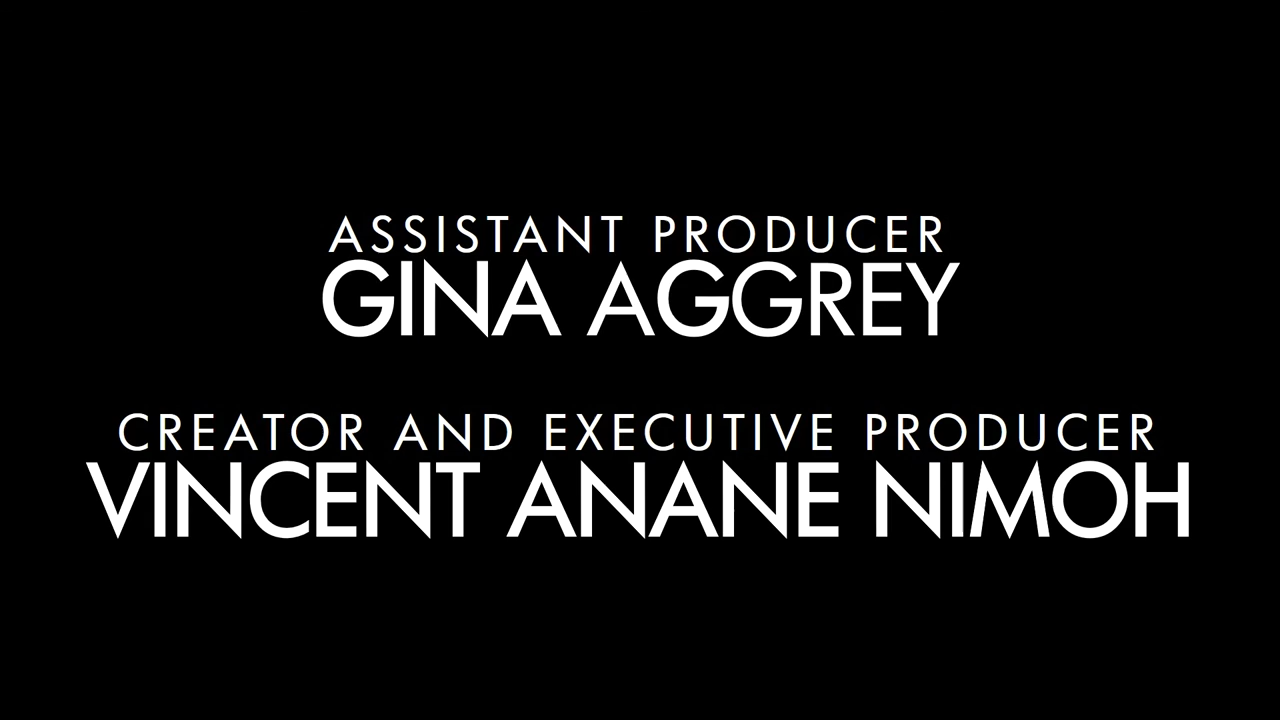 ASSISTANT PRODUCER
GINA AGGREY
CREATOR AND EXECUTIVE PRODUCER
VINCENT ANANE NIMOH